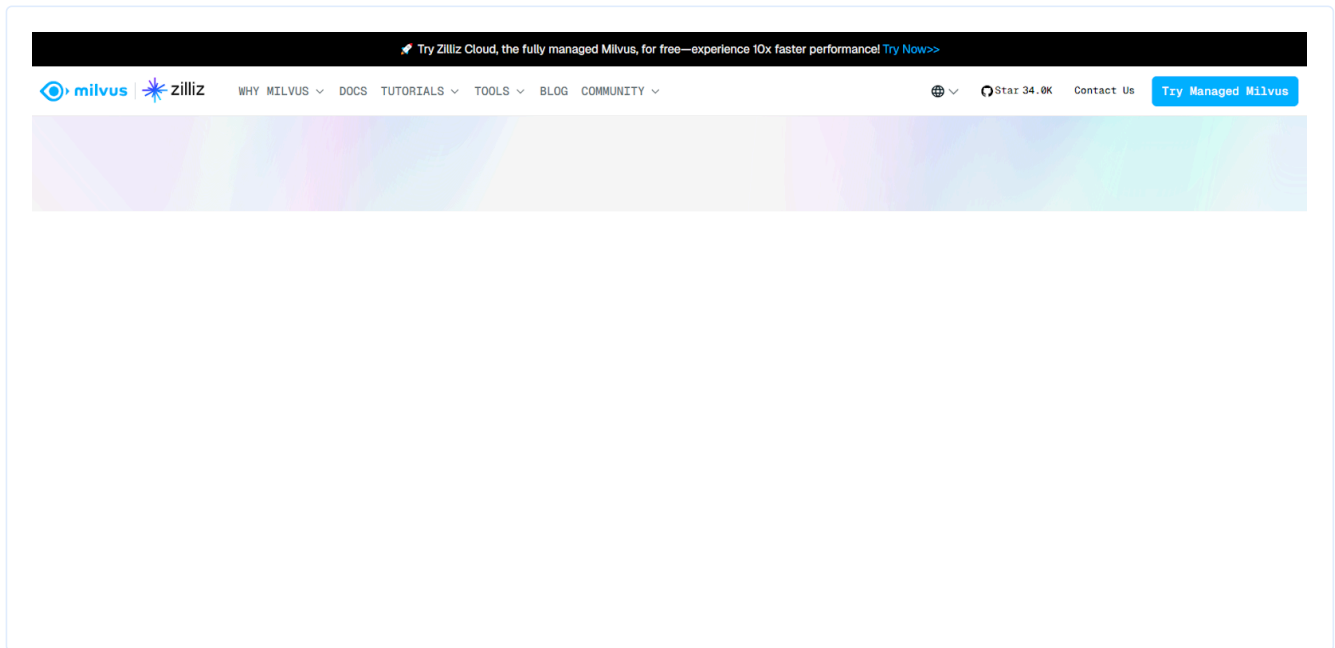 🚀 Try Zilliz Cloud, the fully managed Milvus, for free—experience 10x faster performance! Try Now>>
milvus | zilliz WHY MILVUS DOCS TUTORIALS TOOLS BLOG COMMUNITY Star 34.0K Contact Us Try Managed Milvus